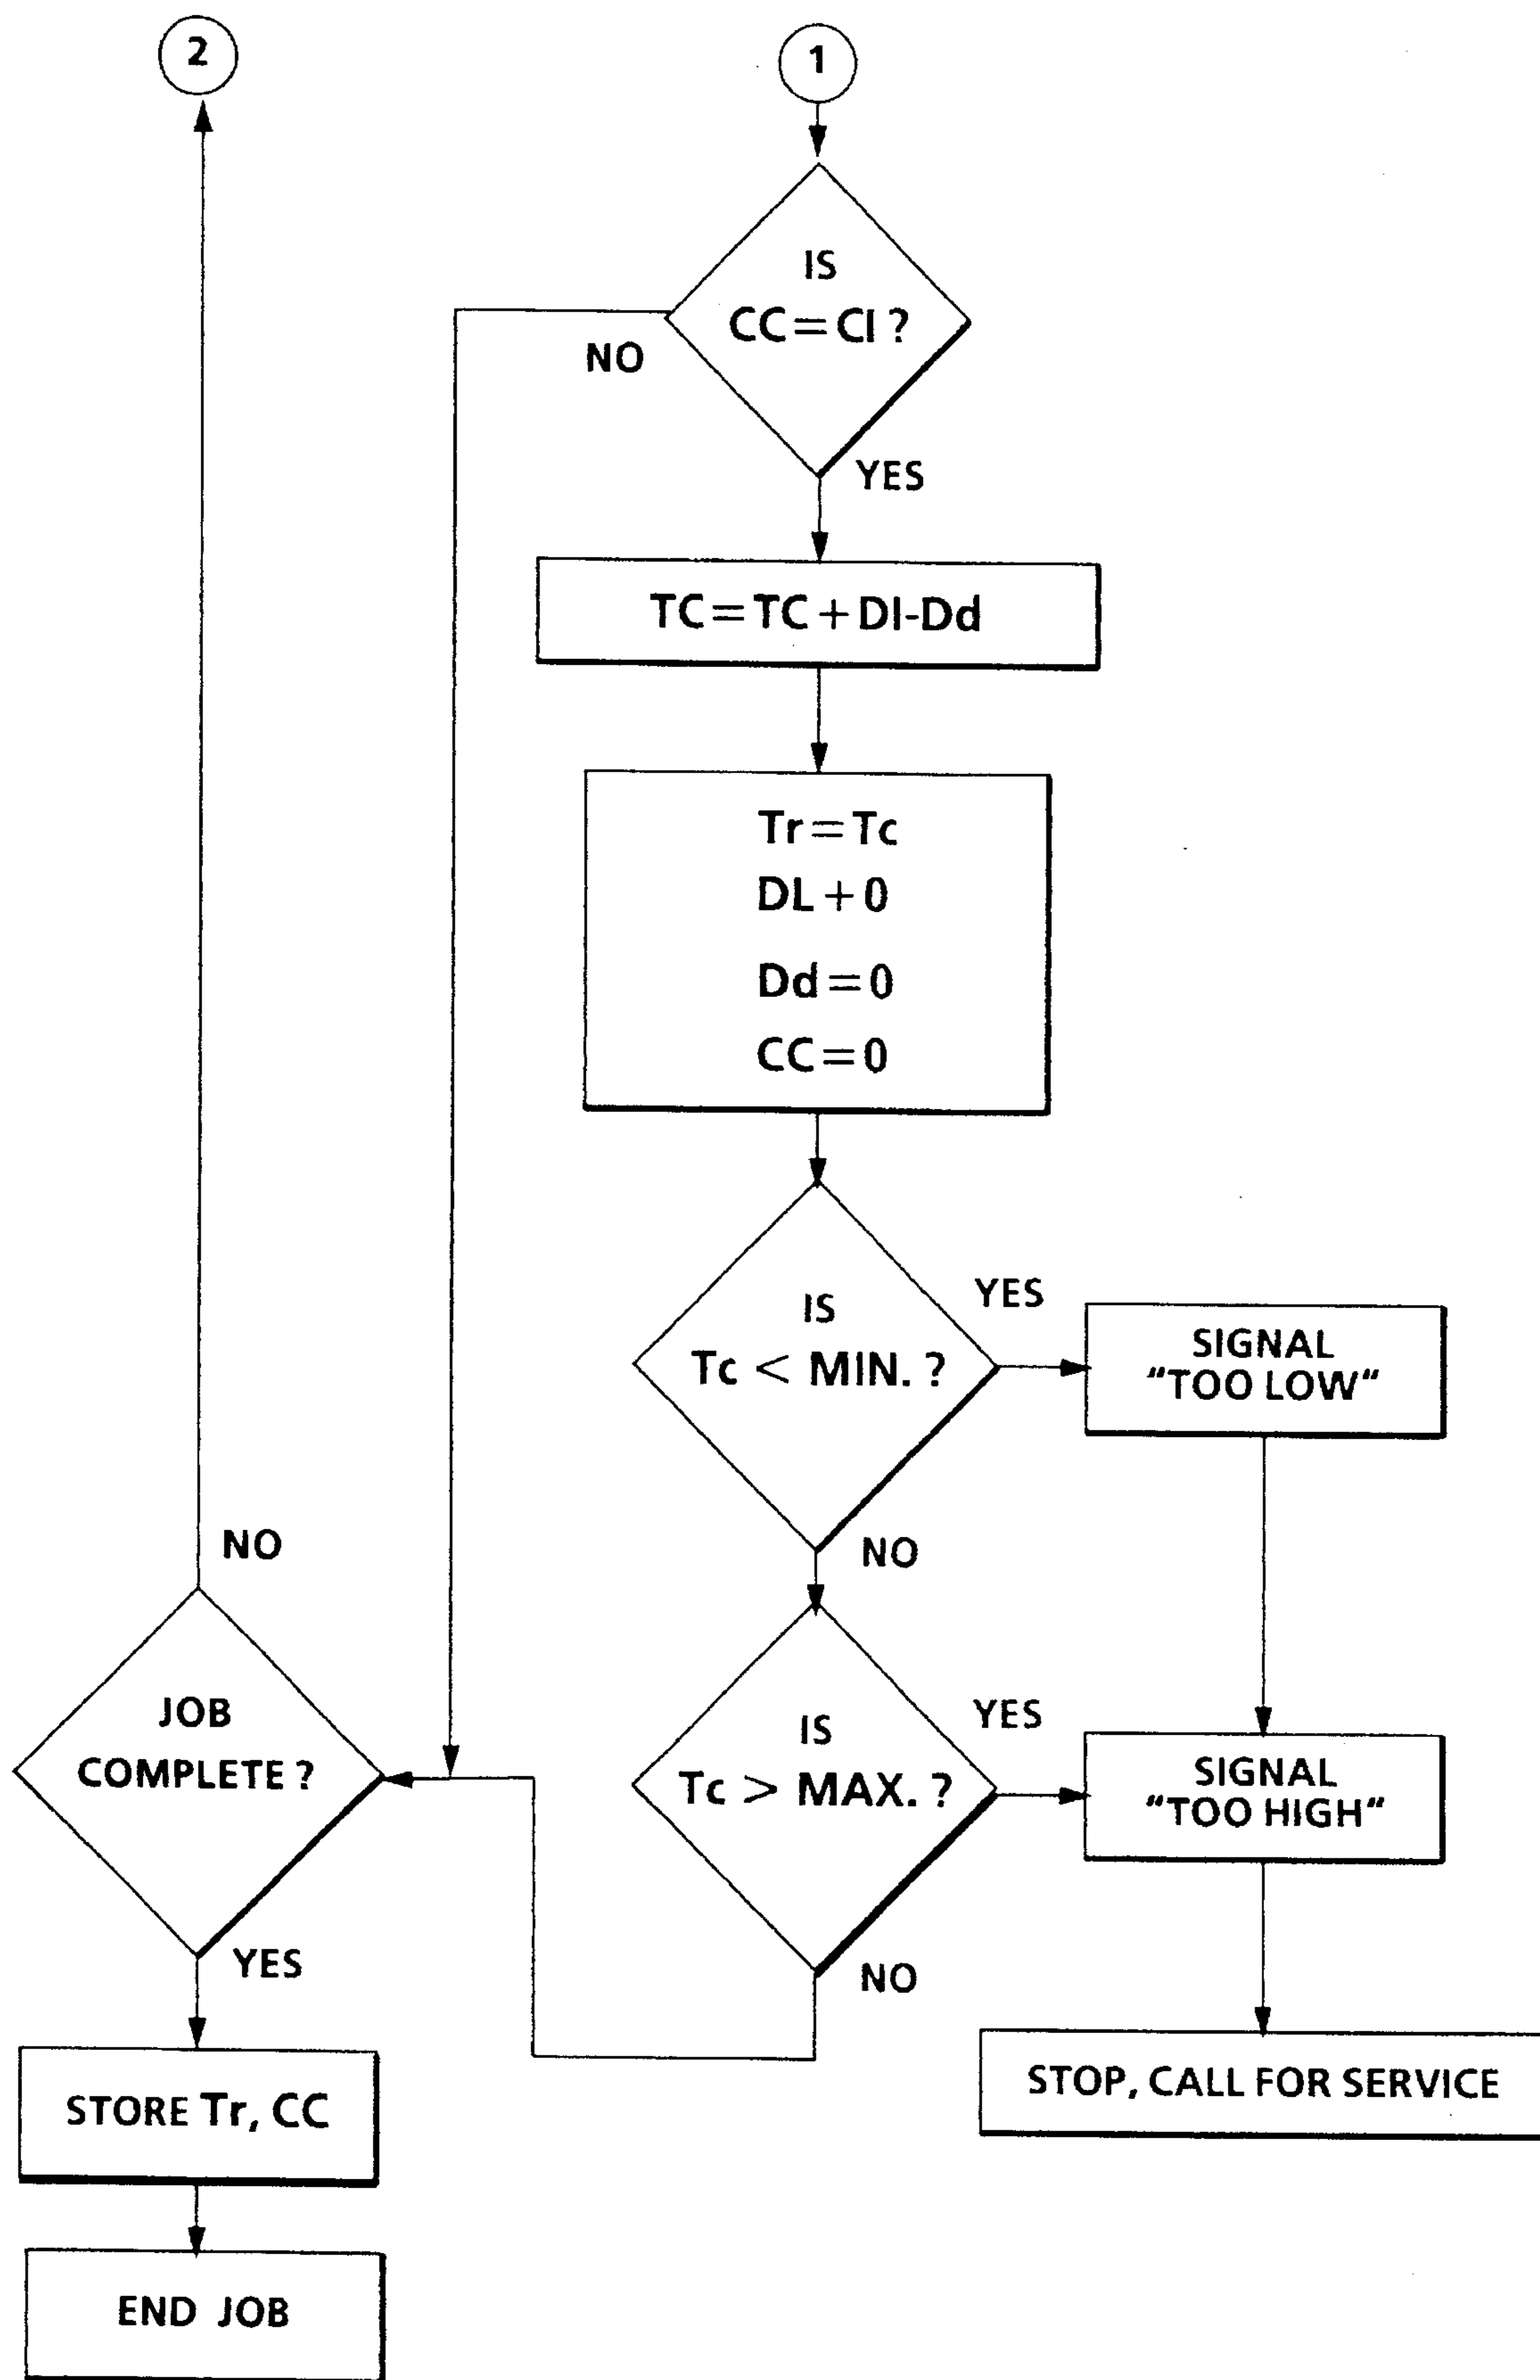 2
1
IS
CC=CI ?
NO
YES
TC=TC+DI-Dd
Tr=Tc
DL+0
Dd=0
CC=0
IS
Tc < MIN. ?
YES
SIGNAL
"TOO LOW"
NO
NO
JOB
COMPLETE ?
IS
Tc > MAX. ?
YES
SIGNAL
"TOO HIGH"
YES
NO
STORE Tr, CC
STOP, CALL FOR SERVICE
END JOB